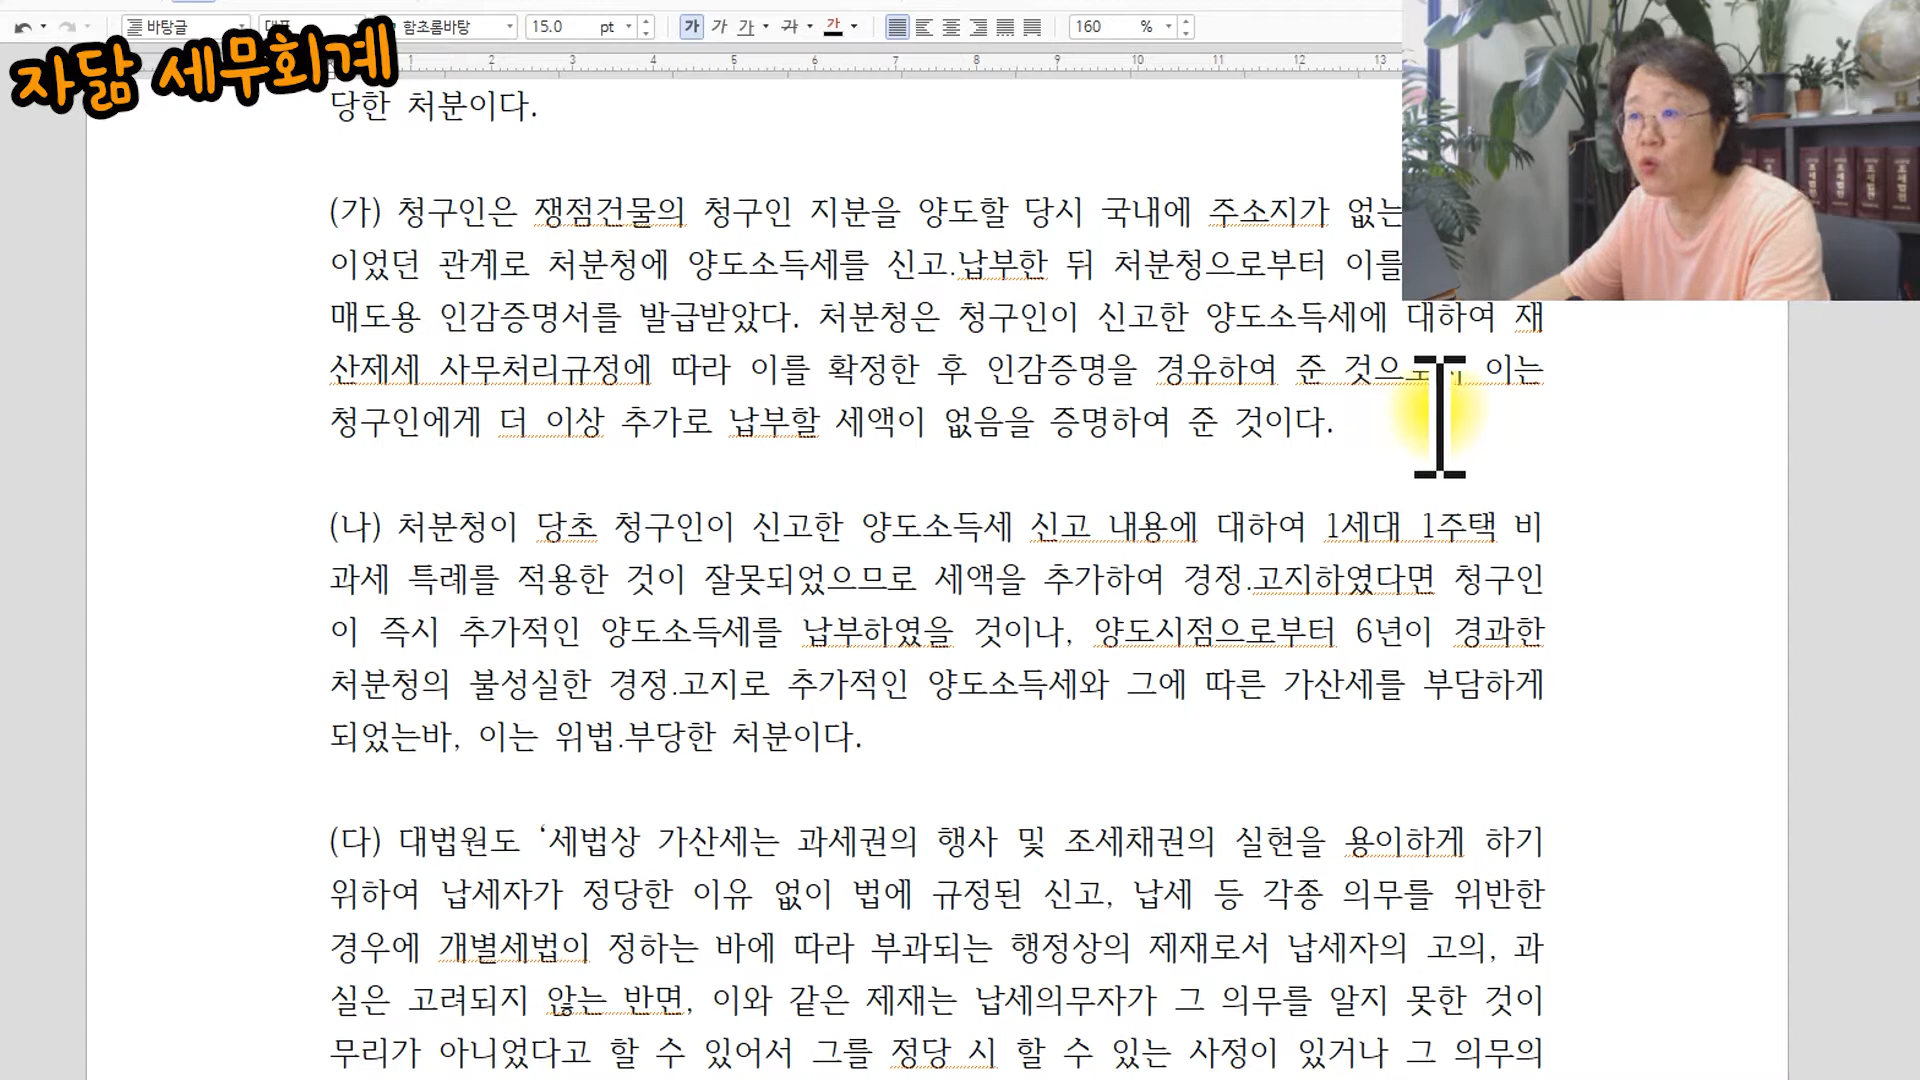 바탕글
함초롬바탕
15.0 pt
가 가 가 가 가
160 %
1 2 3 4 5 6 7 8 9 10 11 12 13
자닮 세무회계
당한 처분이다.
(가) 청구인은 쟁점건물의 청구인 지분을 양도할 당시 국내에 주소지가 없는
이었던 관계로 처분청에 양도소득세를 신고.납부한 뒤 처분청으로부터 이를
매도용 인감증명서를 발급받았다. 처분청은 청구인이 신고한 양도소득세에 대하여 재
산제세 사무처리규정에 따라 이를 확정한 후 인감증명을 경유하여 준 것으로 이는
청구인에게 더 이상 추가로 납부할 세액이 없음을 증명하여 준 것이다.
(나) 처분청이 당초 청구인이 신고한 양도소득세 신고 내용에 대하여 1세대 1주택 비
과세 특례를 적용한 것이 잘못되었으므로 세액을 추가하여 경정.고지하였다면 청구인
이 즉시 추가적인 양도소득세를 납부하였을 것이나, 양도시점으로부터 6년이 경과한
처분청의 불성실한 경정.고지로 추가적인 양도소득세와 그에 따른 가산세를 부담하게
되었는바, 이는 위법.부당한 처분이다.
(다) 대법원도 ‘세법상 가산세는 과세권의 행사 및 조세채권의 실현을 용이하게 하기
위하여 납세자가 정당한 이유 없이 법에 규정된 신고, 납세 등 각종 의무를 위반한
경우에 개별세법이 정하는 바에 따라 부과되는 행정상의 제재로서 납세자의 고의, 과
실은 고려되지 않는 반면, 이와 같은 제재는 납세의무자가 그 의무를 알지 못한 것이
무리가 아니었다고 할 수 있어서 그를 정당 시 할 수 있는 사정이 있거나 그 의무의